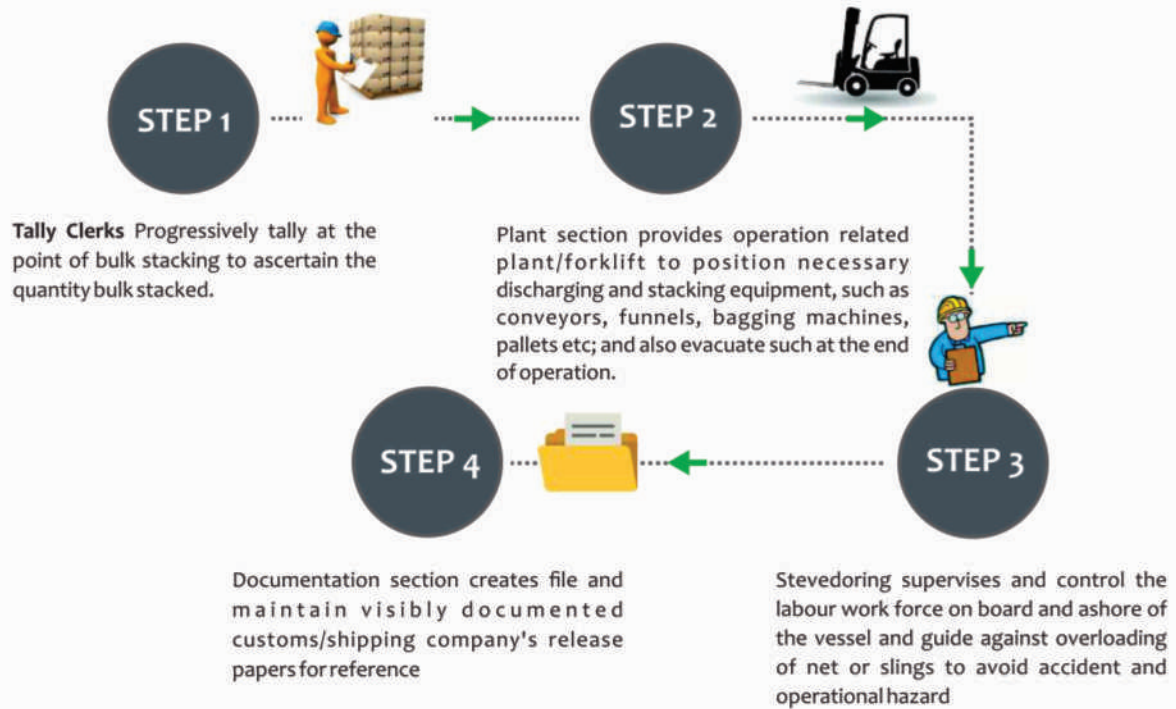 STEP 1
STEP 2
Tally Clerks Progressively tally at the
point of bulk stacking to ascertain the
quantity bulk stacked.
Plant section provides operation related
plant/forklift to position necessary
discharging and stacking equipment, such as
conveyors, funnels, bagging machines,
pallets etc; and also evacuate such at the end
of operation.
STEP 3
Stevedoring supervises and control the
labour work force on board and ashore of
the vessel and guide against overloading
of net or slings to avoid accident and
operational hazard
STEP 4
Documentation section creates file and
maintain visibly documented
customs/shipping company's release
papers for reference